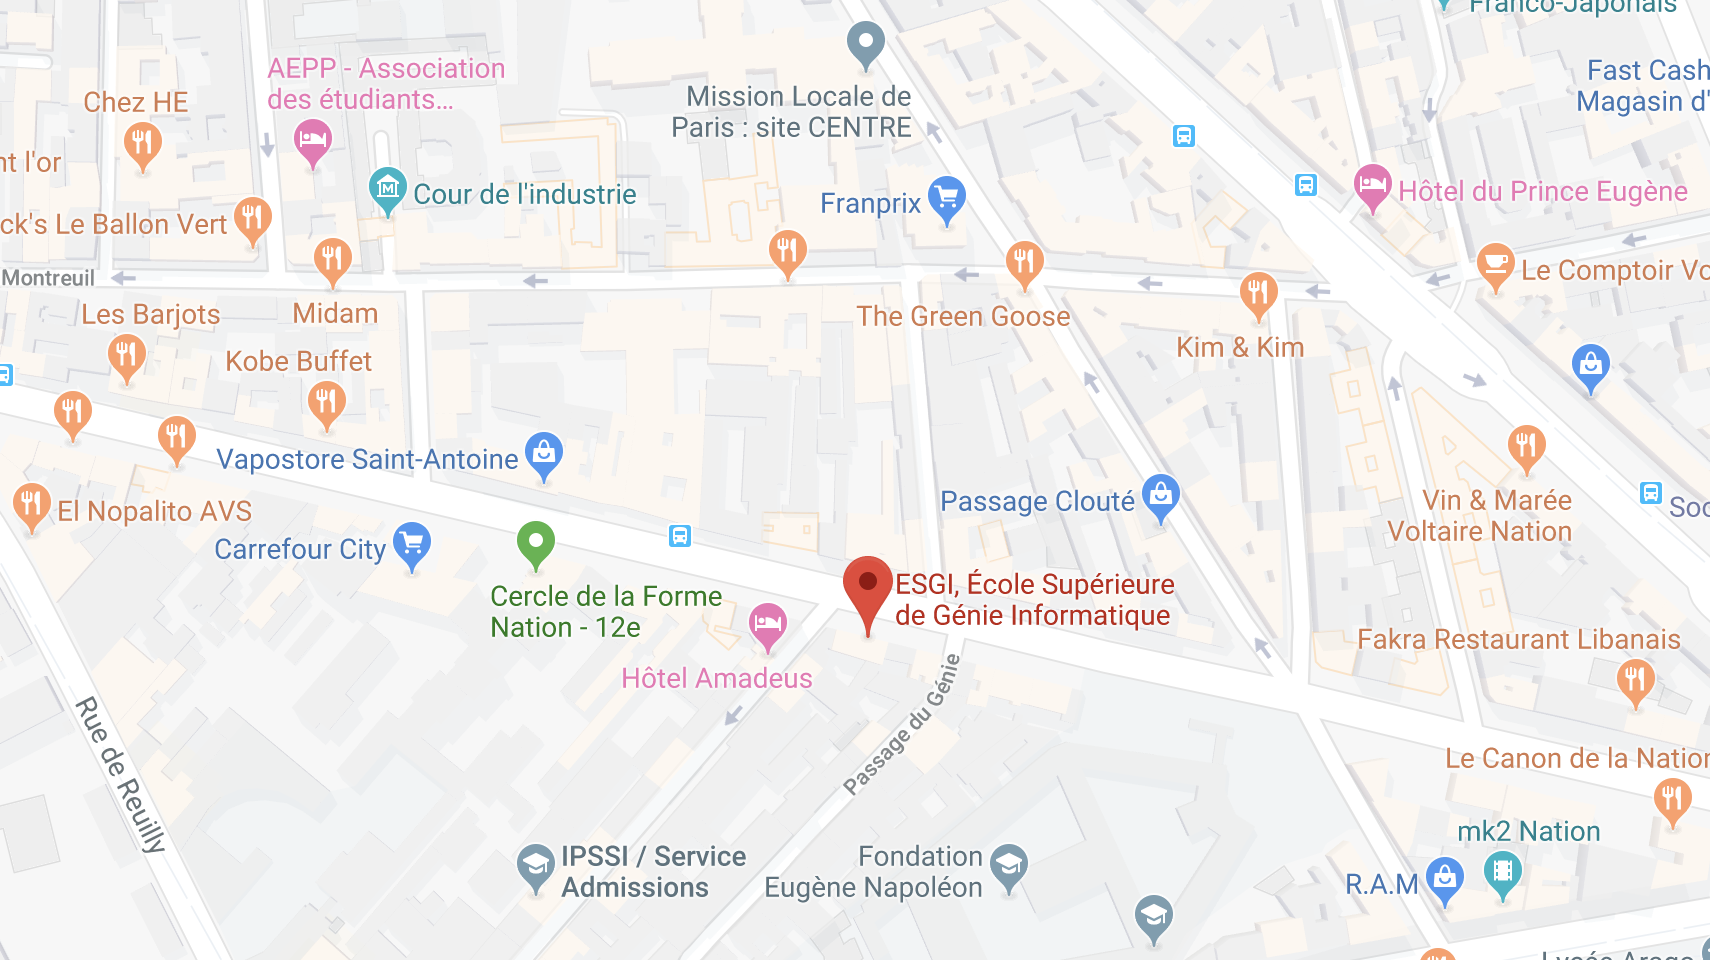 Franco-Japonais
AEPP - Association
des étudiants...
Fast Cash
Magasin d'
Chez HE
Mission Locale de
Paris : site CENTRE
nt l'or
Cour de l'industrie
Franprix
Hôtel du Prince Eugène
ck's Le Ballon Vert
Montreuil
Le Comptoir Vo
Les Barjots
Midam
The Green Goose
Kim & Kim
Kobe Buffet
Vapostore Saint-Antoine
Passage Clouté
Vin & Marée
Voltaire Nation
Soc
El Nopalito AVS
Carrefour City
Cercle de la Forme
Nation - 12e
ESGI, École Supérieure
de Génie Informatique
Fakra Restaurant Libanais
Hôtel Amadeus
Passage du Génie
Rue de Reuilly
Le Canon de la Nation
mk2 Nation
IPSSI / Service
Admissions
Fondation
Eugène Napoléon
R.A.M
Lycée Arago